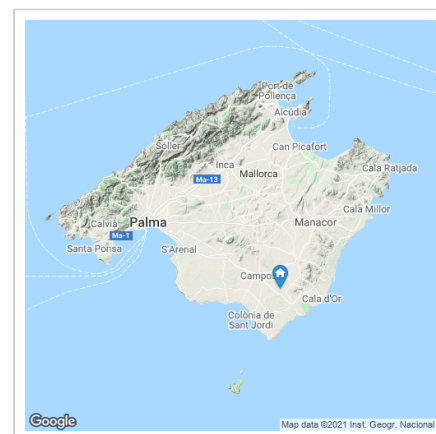 Port de
Pollença
Alcúdia
Sóller
Can Picafort
Inca
Mallorca
Cala Ratjada
Ma-13
Cala Millor
Palma
Manacor
Calvià
Ma-1
Santa Ponsa
S'Arenal
Campos
Cala d'Or
Colònia de
Sant Jordi
Google
Map data ©2021 Inst. Geogr. Nacional